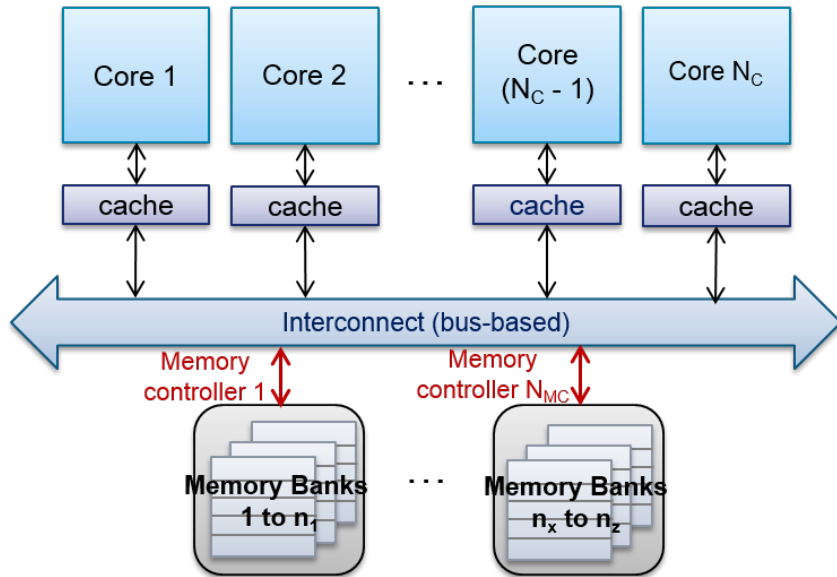 Core 1
Core 2
...
Core
(N_C - 1)
Core N_C
cache
cache
cache
cache
Interconnect (bus-based)
Memory
controller 1
Memory
controller N_MC
Memory Banks
1 to n_1
...
Memory Banks
n_x to n_z